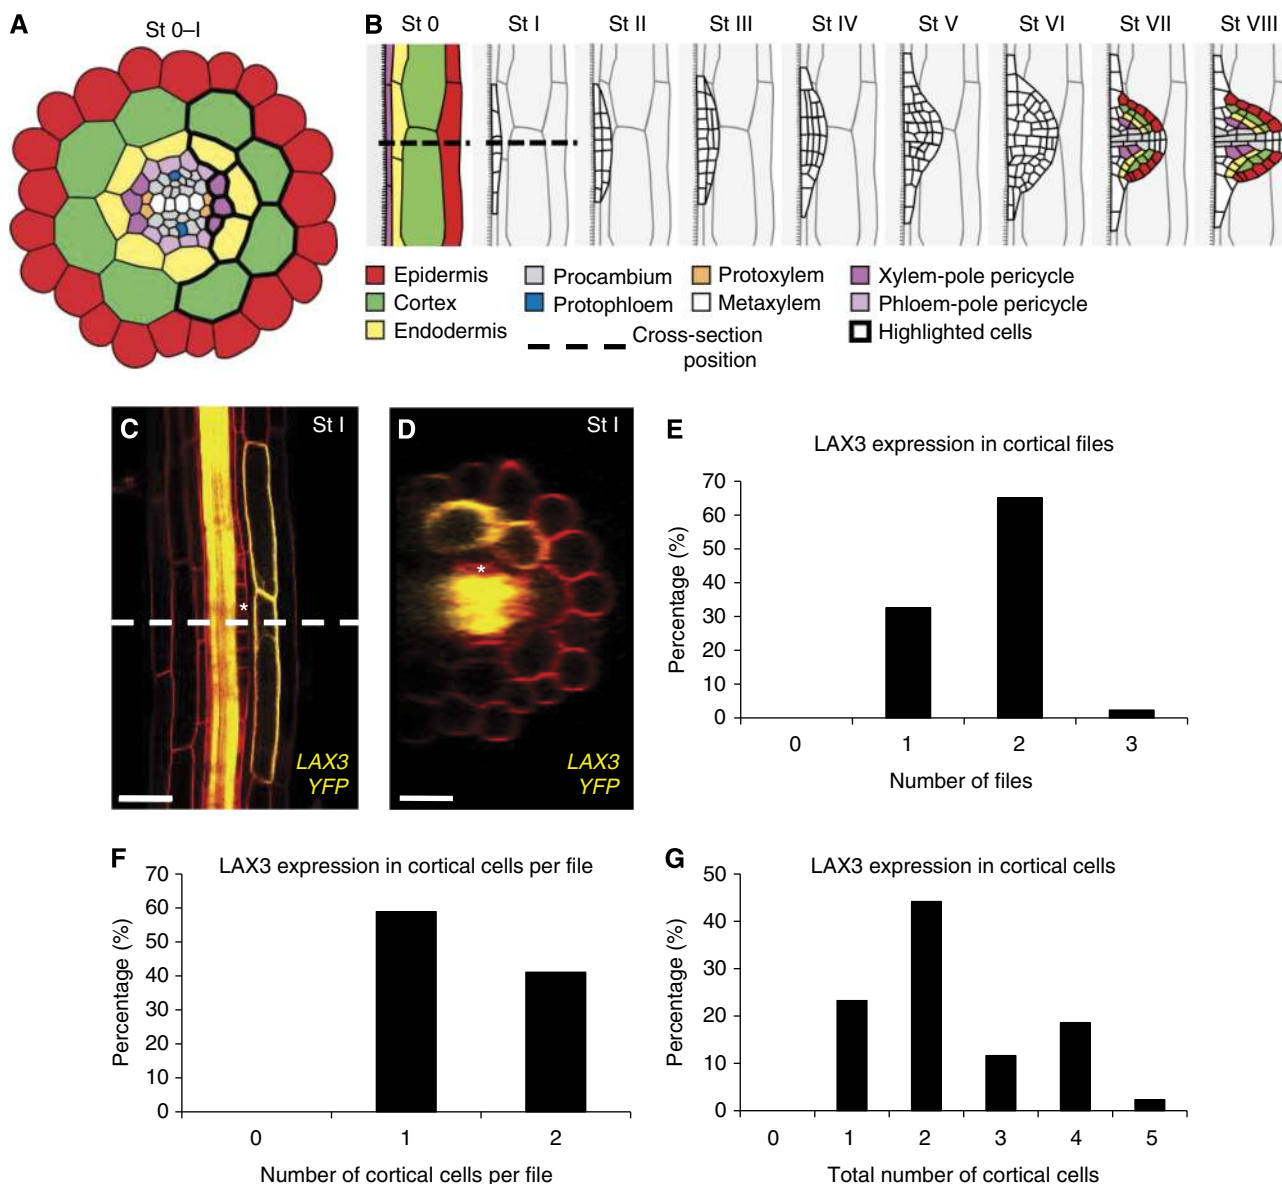 A
St 0–I
B
St 0 St I St II St III St IV St V St VI St VII St VIII
Epidermis
Cortex
Endodermis
Procambium
Protophloem
Cross-section
position
Protoxylem
Metaxylem
Xylem-pole pericycle
Phloem-pole pericycle
Highlighted cells
C
St I
*
LAX3
YFP
D
St I
*
LAX3
YFP
E
LAX3 expression in cortical files
Percentage (%)
70
60
50
40
30
20
10
0
0 1 2 3
Number of files
F
LAX3 expression in cortical cells per file
Percentage (%)
70
60
50
40
30
20
10
0
0 1 2
Number of cortical cells per file
G
LAX3 expression in cortical cells
Percentage (%)
50
40
30
20
10
0
0 1 2 3 4 5
Total number of cortical cells